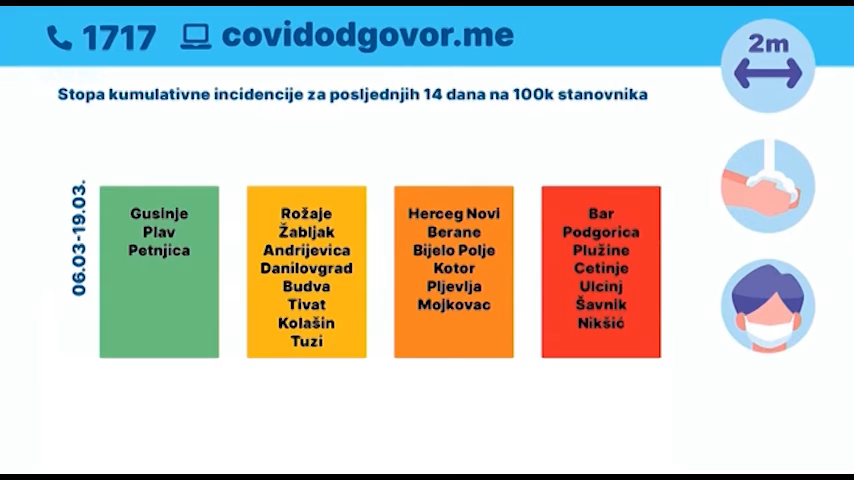 1717 covidodgovor.me
2m
Stopa kumulativne incidencije za posljednjih 14 dana na 100k stanovnika
06.03-19.03.
Gusinje
Plav
Petnjica
Rožaje
Žabljak
Andrijevica
Danilovgrad
Budva
Tivat
Kolašin
Tuzi
Herceg Novi
Berane
Bijelo Polje
Kotor
Pljevlja
Mojkovac
Bar
Podgorica
Plužine
Cetinje
Ulcinj
Šavnik
Nikšić